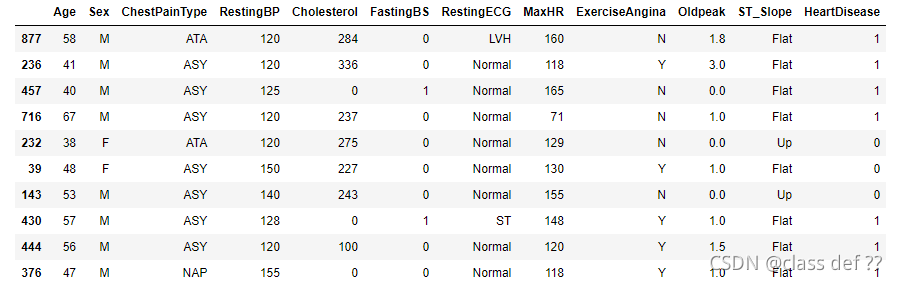 Age Sex ChestPainType RestingBP Cholesterol FastingBS RestingECG MaxHR ExerciseAngina Oldpeak ST_Slope HeartDisease
877 58 M ATA 120 284 0 LVH 160 N 1.8 Flat 1
236 41 M ASY 120 336 0 Normal 118 Y 3.0 Flat 1
457 40 M ASY 125 0 1 Normal 165 N 0.0 Flat 1
716 67 M ASY 120 237 0 Normal 71 N 1.0 Flat 1
232 38 F ATA 120 275 0 Normal 129 N 0.0 Up 0
39 48 F ASY 150 227 0 Normal 130 Y 1.0 Flat 0
143 53 M ASY 140 243 0 Normal 155 N 0.0 Up 0
430 57 M ASY 128 0 1 ST 148 Y 1.0 Flat 1
444 56 M ASY 120 100 0 Normal 120 Y 1.5 Flat 1
376 47 M NAP 155 0 0 Normal 118 Y 1.0 Flat 1
CSDN @class def ??